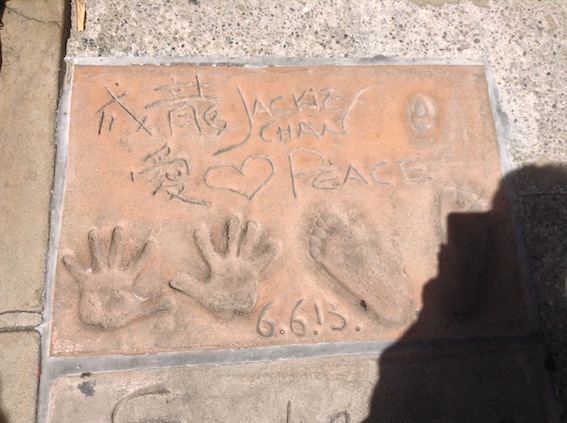 成龍 JACKIE CHAN
愛 ♡ PEACE
6.6.13.